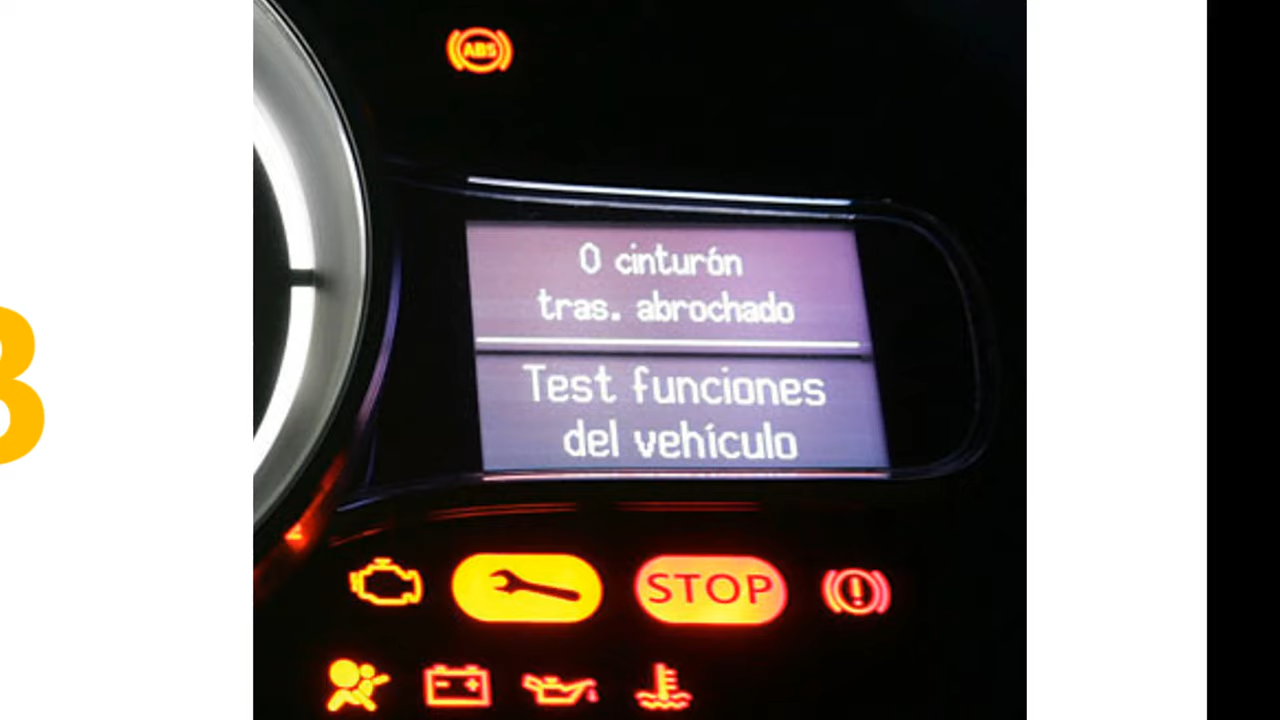 ABS
0 cinturón
tras. abrochado
Test funciones
del vehículo
STOP